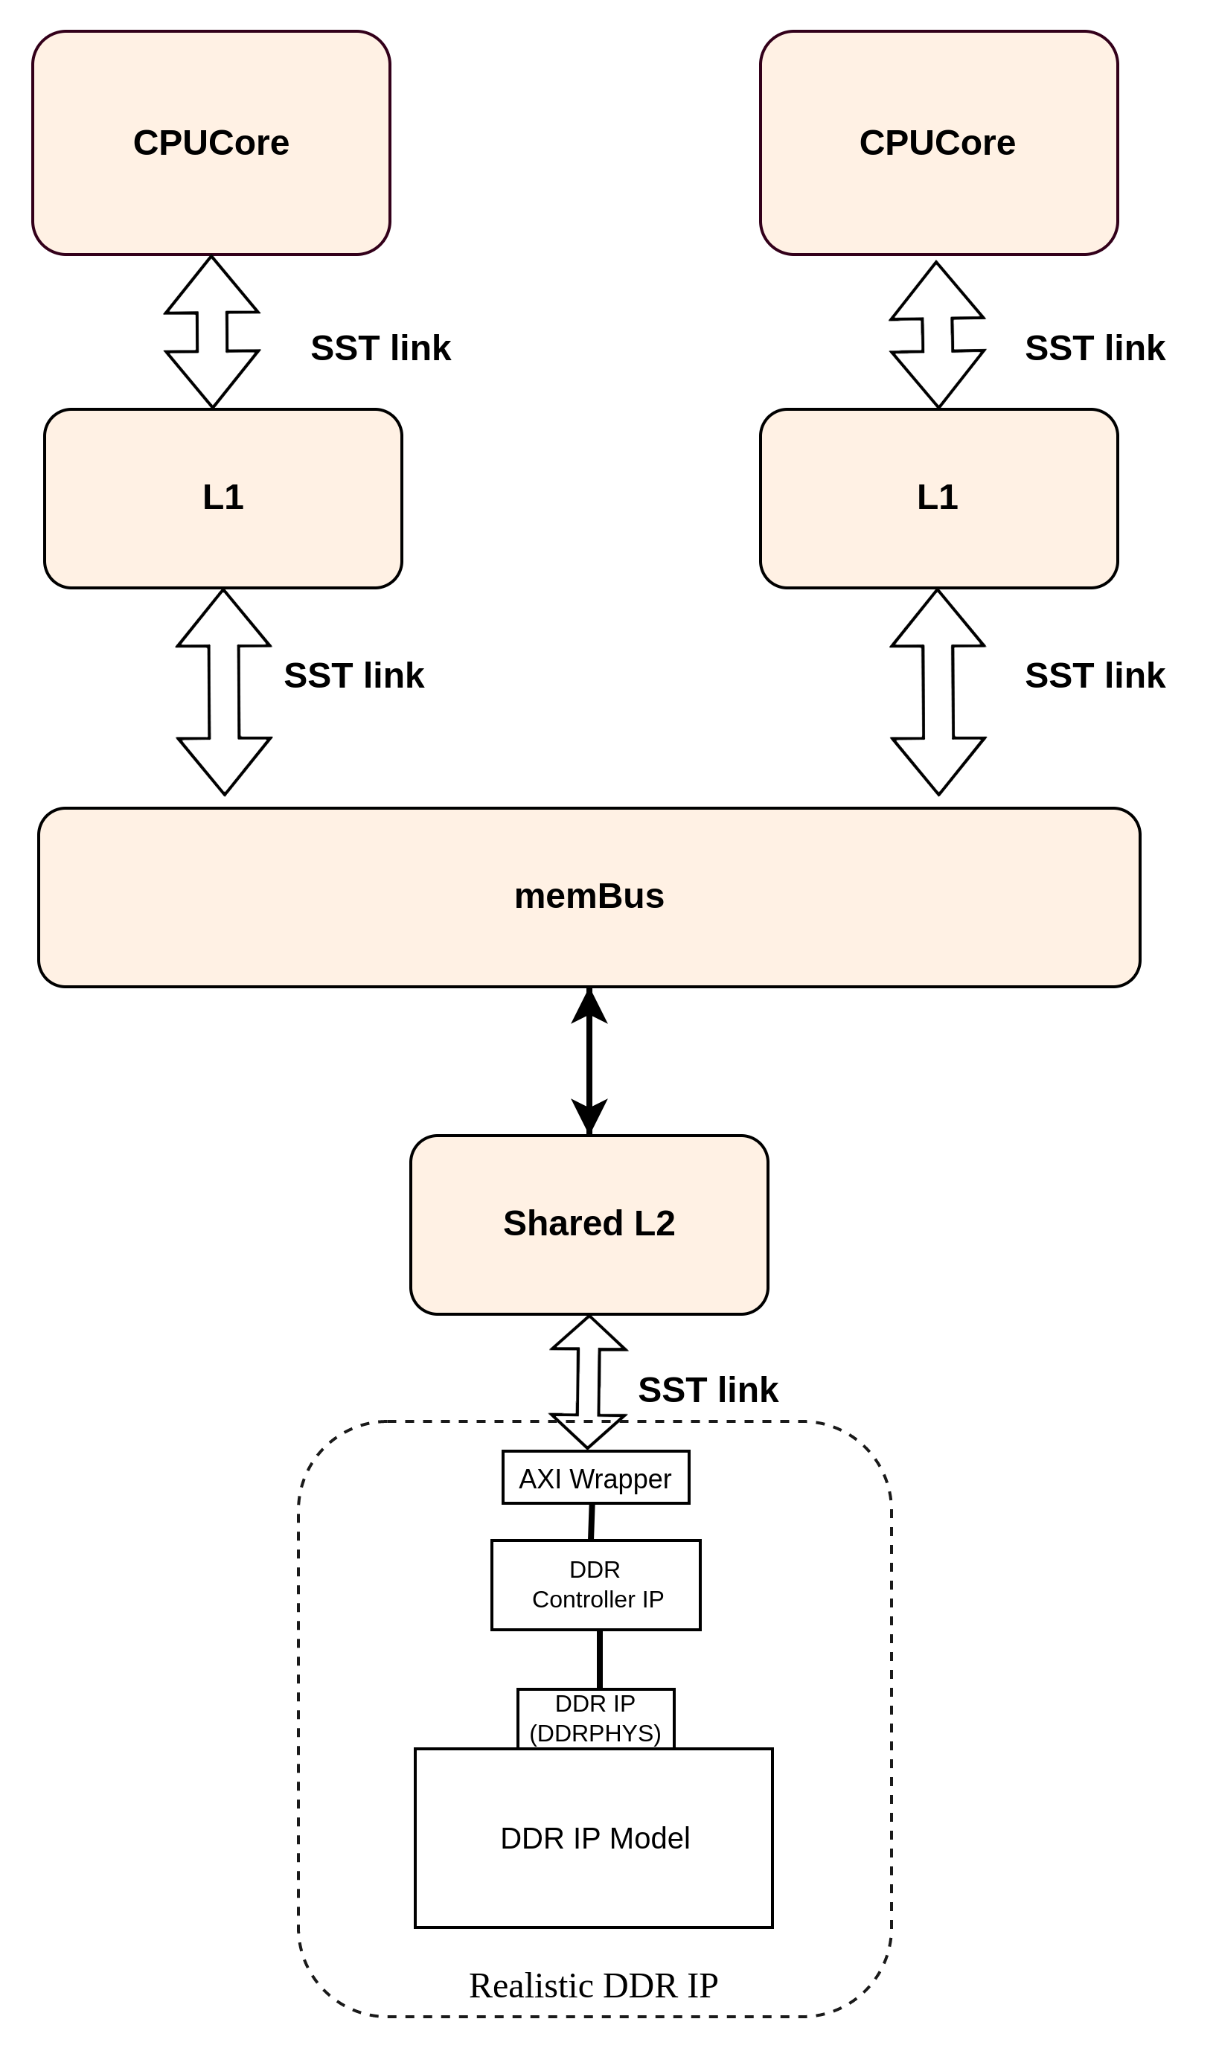 CPUCore
CPUCore
SST link
SST link
L1
L1
SST link
SST link
memBus
Shared L2
SST link
AXI Wrapper
DDR
Controller IP
DDR IP
(DDRPHYS)
DDR IP Model
Realistic DDR IP